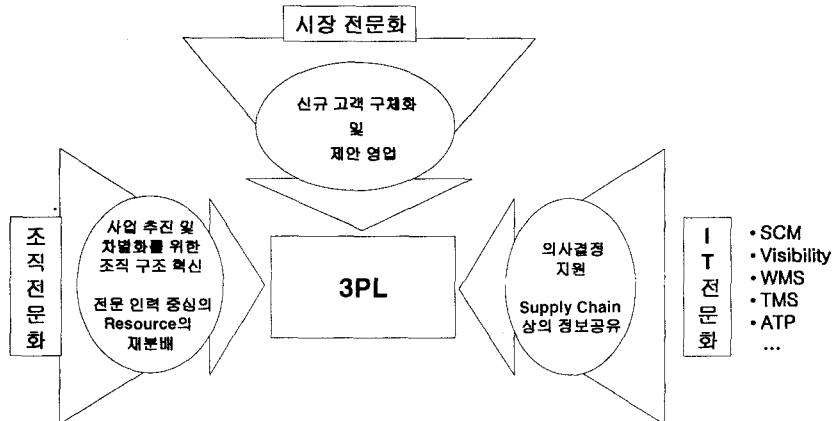 시장 전문화
신규 고객 구체화
및
제안 영업
조직전문화
사업 추진 및
차별화를 위한
조직 구조 혁신
전문 인력 중심의
Resource의
재분배
3PL
의사결정
지원
Supply Chain
상의 정보공유
IT전문화
• SCM
• Visibility
• WMS
• TMS
• ATP
...